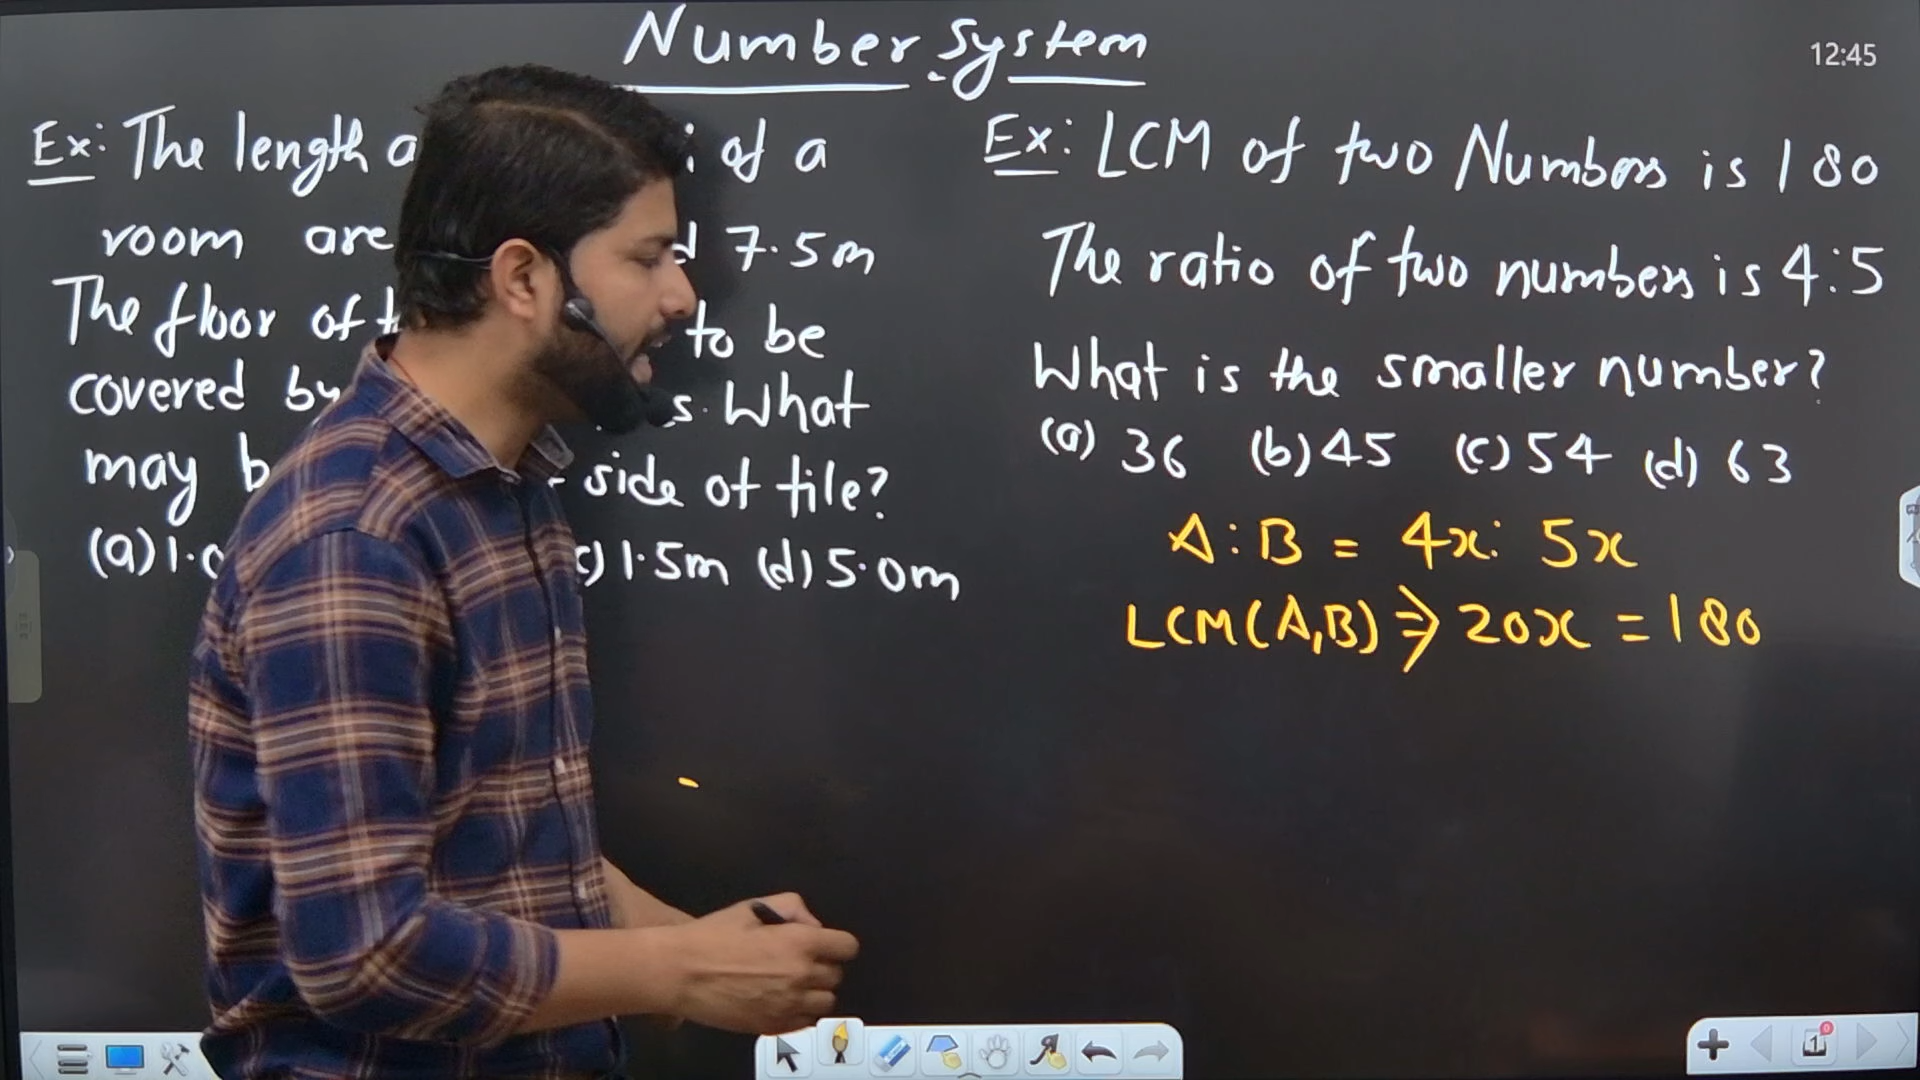 Number System
12:45
Ex: The length a of a
room are 7.5m
The floor of to be
covered by s. What
may b side of tile?
(a) 1.0 c) 1.5m (d) 5.0m
Ex: LCM of two Numbers is 180
The ratio of two numbers is 4:5
What is the smaller number?
(a) 36 (b) 45 (c) 54 (d) 63
A : B = 4x : 5x
LCM(A,B) ⇒ 20x = 180
1
0